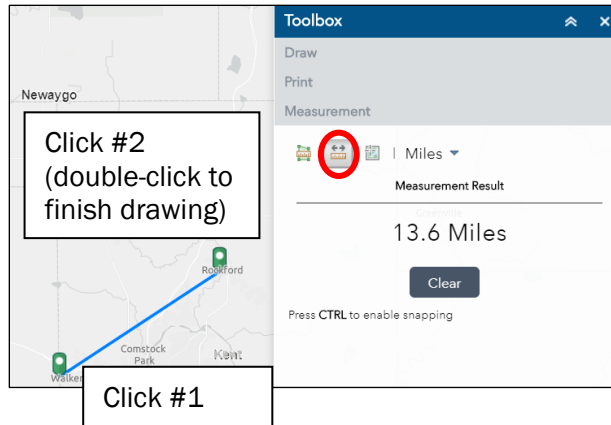 Toolbox
Draw
Print
Measurement
Miles
Measurement Result
Greenville
13.6 Miles
Clear
Press CTRL to enable snapping
Newaygo
Click #2
(double-click to
finish drawing)
Rockford
Comstock
Park
Kent
Walker
Click #1